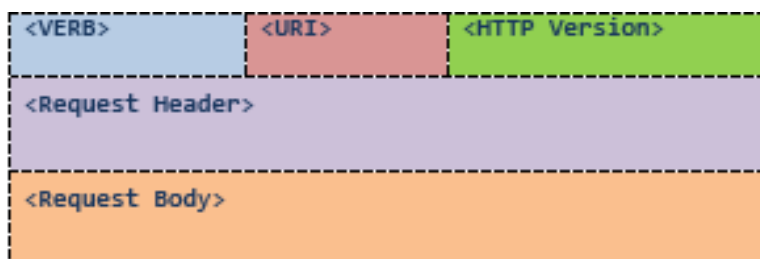 <VERB> <URI> <HTTP Version>
<Request Header>
<Request Body>